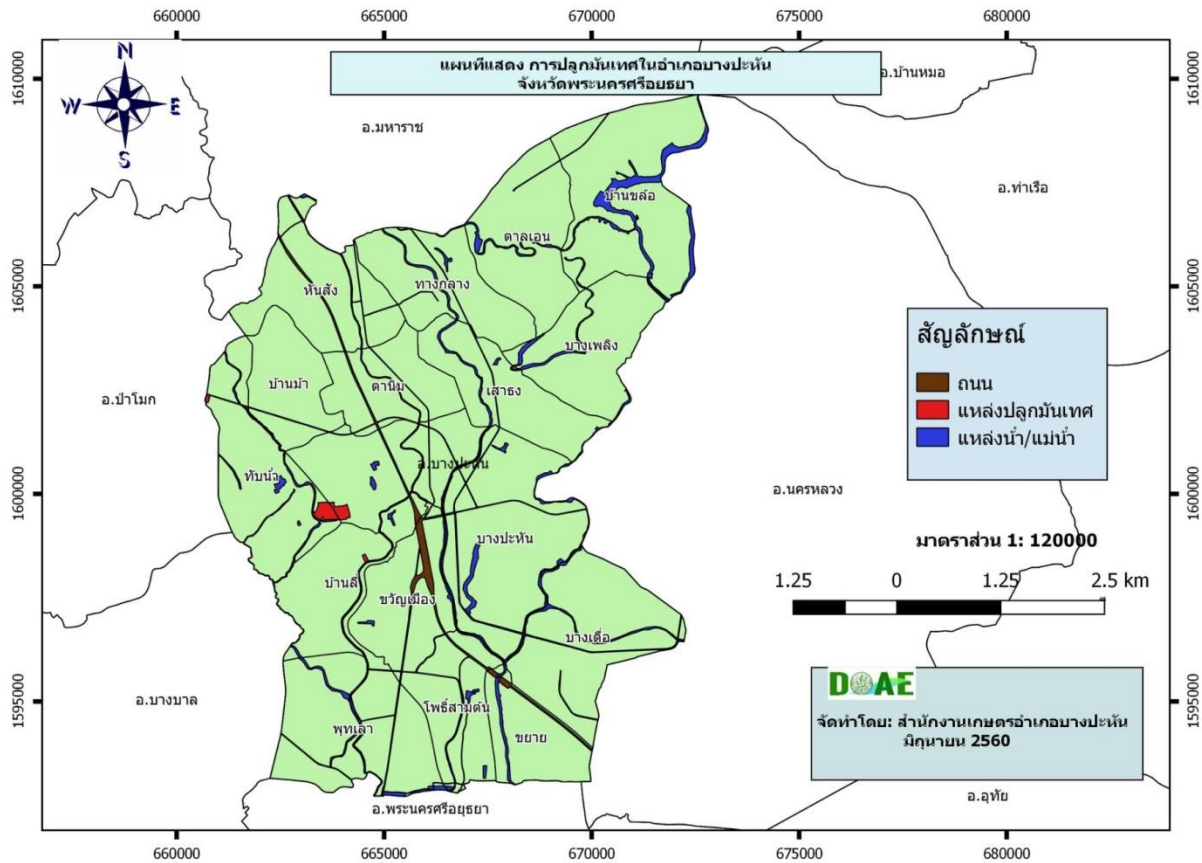 660000 665000 670000 675000 680000
1610000 1610000
N
W E
S
แผนที่แสดง การปลูกมันเทศในอำเภอบางปะหัน
จังหวัดพระนครศรีอยุธยา
อ.บ้านหมอ
อ.มหาราช
อ.ท่าเรือ
บ้านขล้อ
ตาลเอน
1605000 1605000
หันสัง
ทางกลาง
บางเพลิง
บ้านม้า
ตานิม
เสาธง
อ.ป่าโมก
สัญลักษณ์
ถนน
แหล่งปลูกมันเทศ
แหล่งน้ำ/แม่น้ำ
ทับน้ำ
อ.บางปะหัน
อ.นครหลวง
1600000 1600000
บางปะหัน
มาตราส่วน 1: 120000
1.25 0 1.25 2.5 km
บ้านลี่
ขวัญเมือง
บางเดื่อ
อ.บางบาล
1595000 1595000
พุทเลา
โพธิ์สามต้น
ขยาย
DOAE
จัดทำโดย: สำนักงานเกษตรอำเภอบางปะหัน
มิถุนายน 2560
อ.พระนครศรีอยุธยา
อ.อุทัย
660000 665000 670000 675000 680000